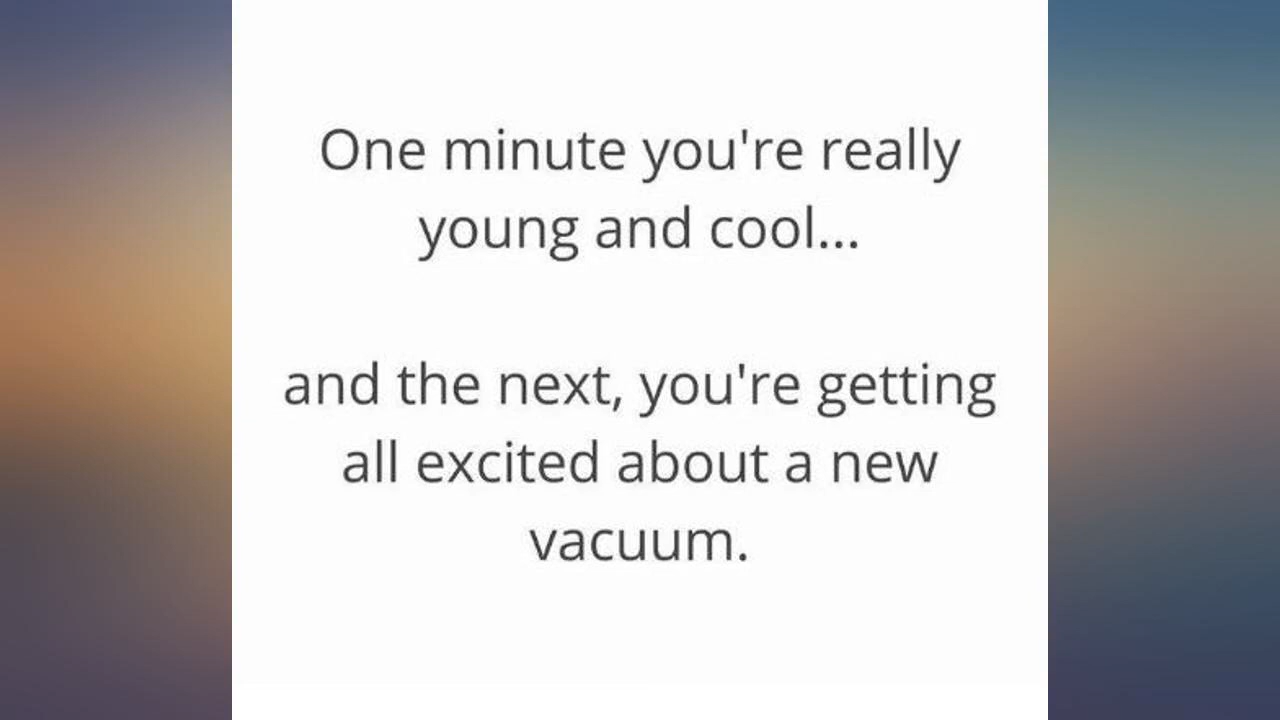 One minute you're really
young and cool...
and the next, you're getting
all excited about a new
vacuum.